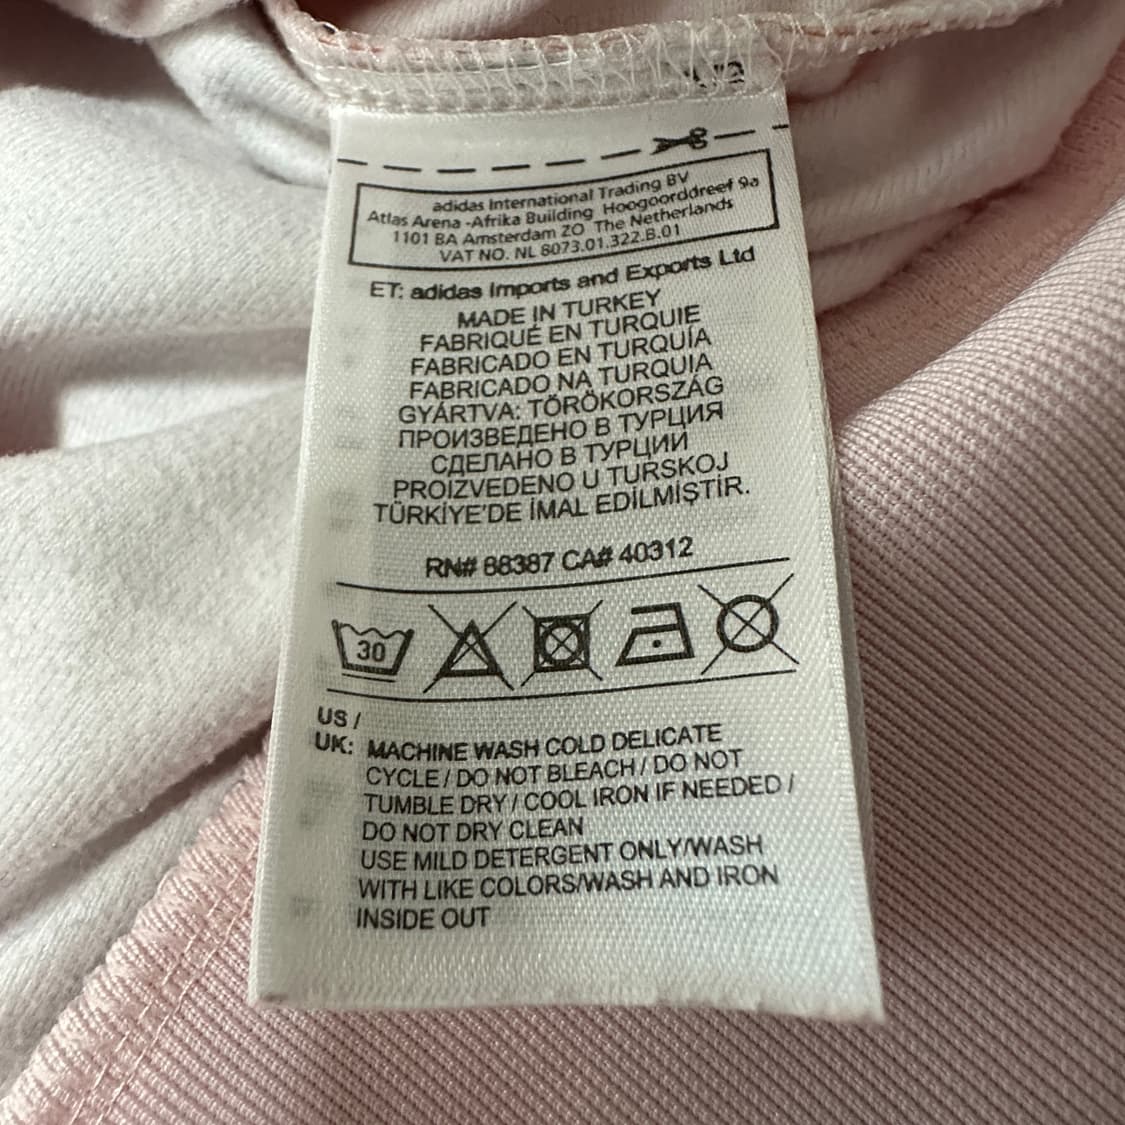 adidas International Trading BV
Atlas Arena -Afrika Building Hoogoorddreef 9a
1101 BA Amsterdam ZO The Netherlands
VAT NO. NL 8073.01.322.B.01
ET: adidas Imports and Exports Ltd
MADE IN TURKEY
FABRIQUÉ EN TURQUIE
FABRICADO EN TURQUÍA
FABRICADO NA TURQUIA
GYÁRTVA: TÖRÖKORSZÁG
ПРОИЗВЕДЕНО В ТУРЦИЯ
СДЕЛАНО В ТУРЦИИ
PROIZVEDENO U TURSKOJ
TÜRKİYE'DE İMAL EDİLMİŞTİR.
RN# 88387 CA# 40312
30
US /
UK: MACHINE WASH COLD DELICATE
CYCLE / DO NOT BLEACH / DO NOT
TUMBLE DRY / COOL IRON IF NEEDED /
DO NOT DRY CLEAN
USE MILD DETERGENT ONLY/WASH
WITH LIKE COLORS/WASH AND IRON
INSIDE OUT